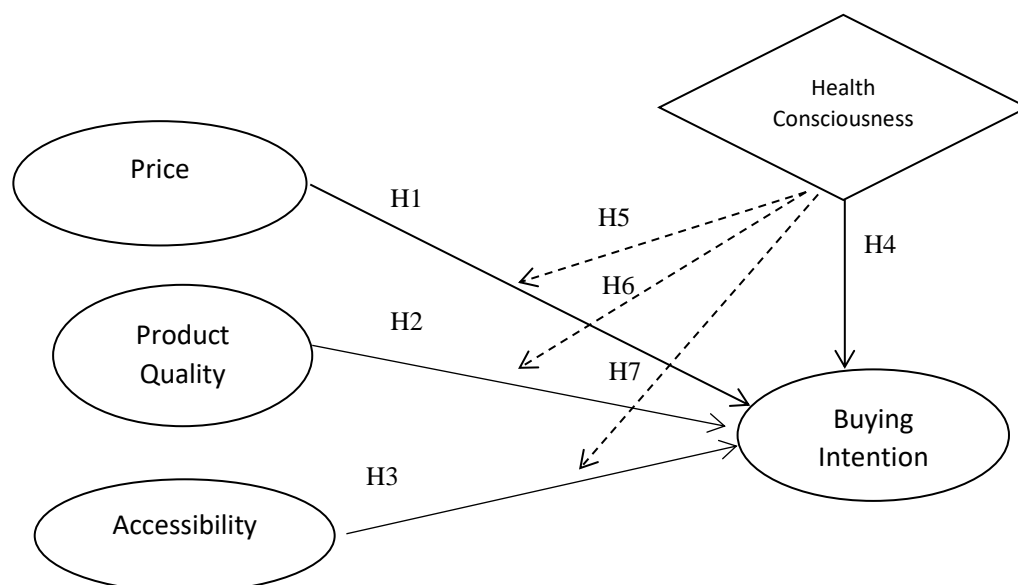 Health
Consciousness
Price
H1
H5
H4
H6
Product
Quality
H2
H7
Buying
Intention
H3
Accessibility